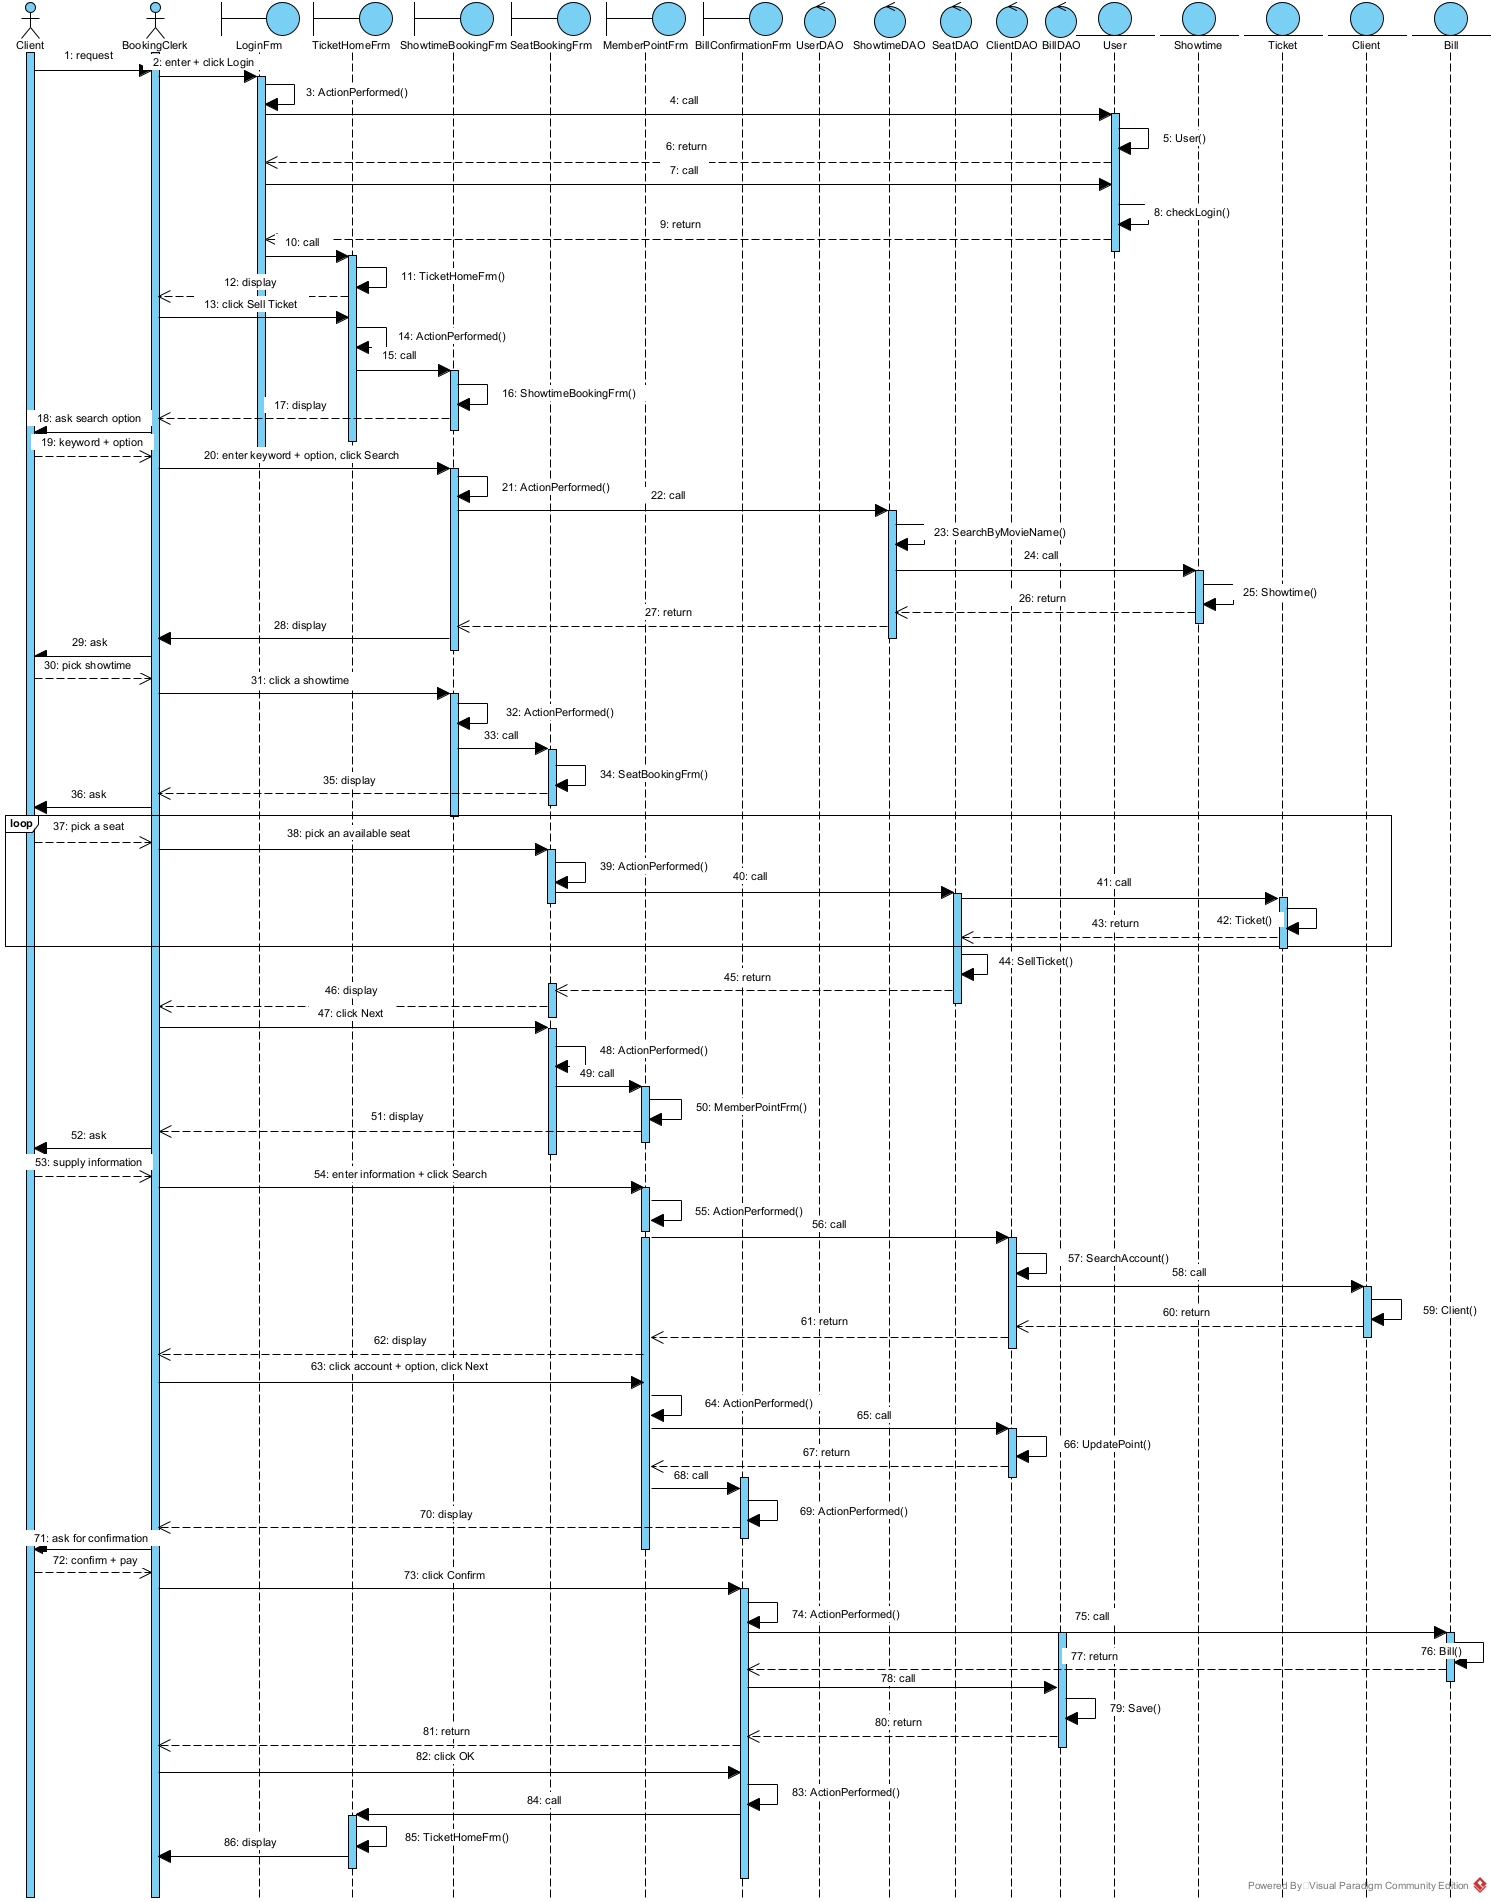 Client
BookingClerk
LoginFrm
TicketHomeFrm
ShowtimeBookingFrm
SeatBookingFrm
MemberPointFrm
BillConfirmationFrm
UserDAO
ShowtimeDAO
SeatDAO
ClientDAO
BillDAO
User
Showtime
Ticket
Client
Bill
1: request
2: enter + click Login
3: ActionPerformed()
4: call
5: User()
6: return
7: call
8: checkLogin()
9: return
10: call
11: TicketHomeFrm()
12: display
13: click Sell Ticket
14: ActionPerformed()
15: call
16: ShowtimeBookingFrm()
17: display
18: ask search option
19: keyword + option
20: enter keyword + option, click Search
21: ActionPerformed()
22: call
23: SearchByMovieName()
24: call
25: Showtime()
26: return
27: return
28: display
29: ask
30: pick showtime
31: click a showtime
32: ActionPerformed()
33: call
34: SeatBookingFrm()
35: display
36: ask
loop
37: pick a seat
38: pick an available seat
39: ActionPerformed()
40: call
41: call
42: Ticket()
43: return
44: SellTicket()
45: return
46: display
47: click Next
48: ActionPerformed()
49: call
50: MemberPointFrm()
51: display
52: ask
53: supply information
54: enter information + click Search
55: ActionPerformed()
56: call
57: SearchAccount()
58: call
59: Client()
60: return
61: return
62: display
63: click account + option, click Next
64: ActionPerformed()
65: call
66: UpdatePoint()
67: return
68: call
69: ActionPerformed()
70: display
71: ask for confirmation
72: confirm + pay
73: click Confirm
74: ActionPerformed()
75: call
76: Bill()
77: return
78: call
79: Save()
80: return
81: return
82: click OK
83: ActionPerformed()
84: call
85: TicketHomeFrm()
86: display
Powered By Visual Paradigm Community Edition